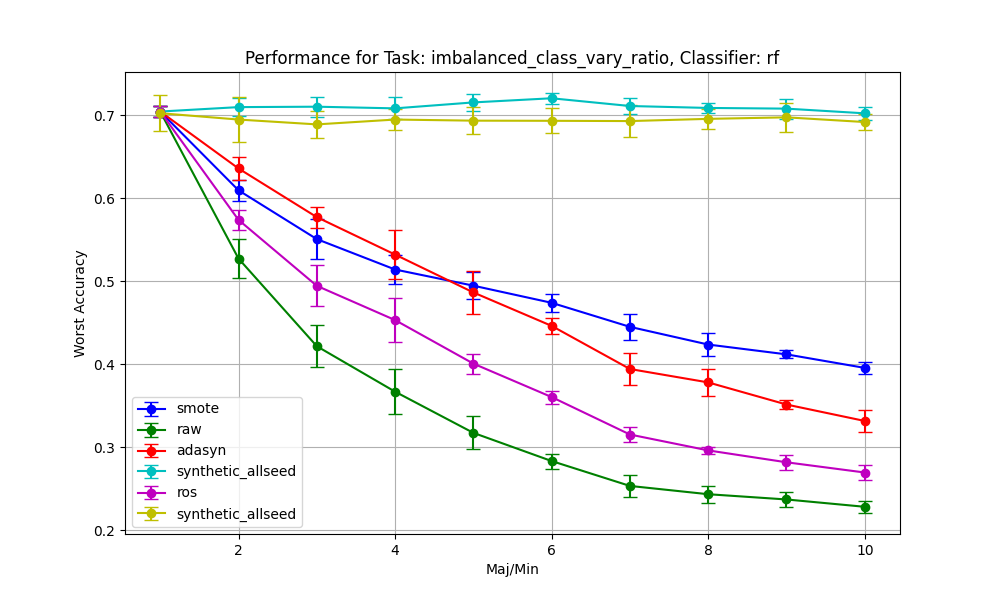 Performance for Task: imbalanced_class_vary_ratio, Classifier: rf
Worst Accuracy
0.7
0.6
0.5
0.4
0.3
0.2
smote
raw
adasyn
synthetic_allseed
ros
synthetic_allseed
2
4
6
8
10
Maj/Min